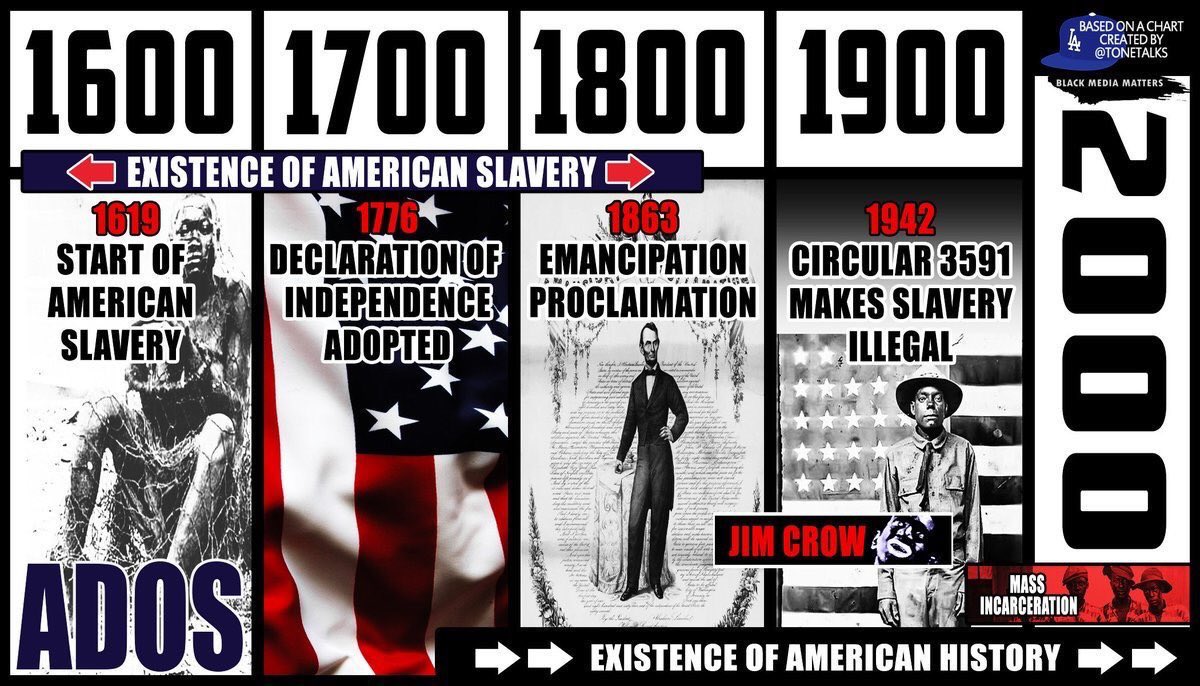 1600
1700
1800
1900
BASED ON A CHART
CREATED BY
@TONETALKS
LA
BLACK MEDIA MATTERS
2000
EXISTENCE OF AMERICAN SLAVERY
1619
START OF
AMERICAN
SLAVERY
1776
DECLARATION OF
INDEPENDENCE
ADOPTED
1863
EMANCIPATION
PROCLAIMATION
1942
CIRCULAR 3591
MAKES SLAVERY
ILLEGAL
JIM CROW
MASS
INCARCERATION
ADOS
EXISTENCE OF AMERICAN HISTORY